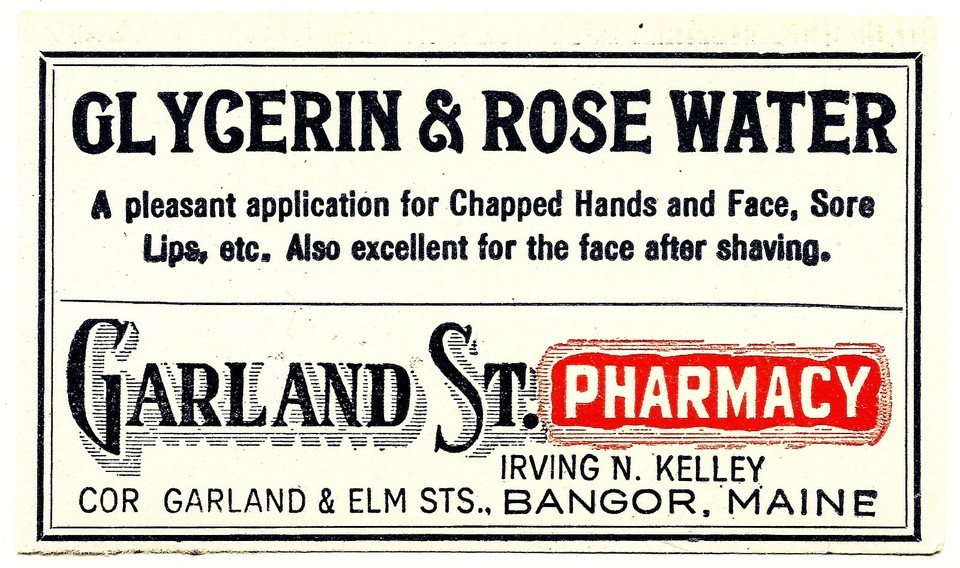 GLYCERIN & ROSE WATER
A pleasant application for Chapped Hands and Face, Sore
Lips, etc. Also excellent for the face after shaving.
GARLAND ST. PHARMACY
IRVING N. KELLEY
COR GARLAND & ELM STS., BANGOR, MAINE